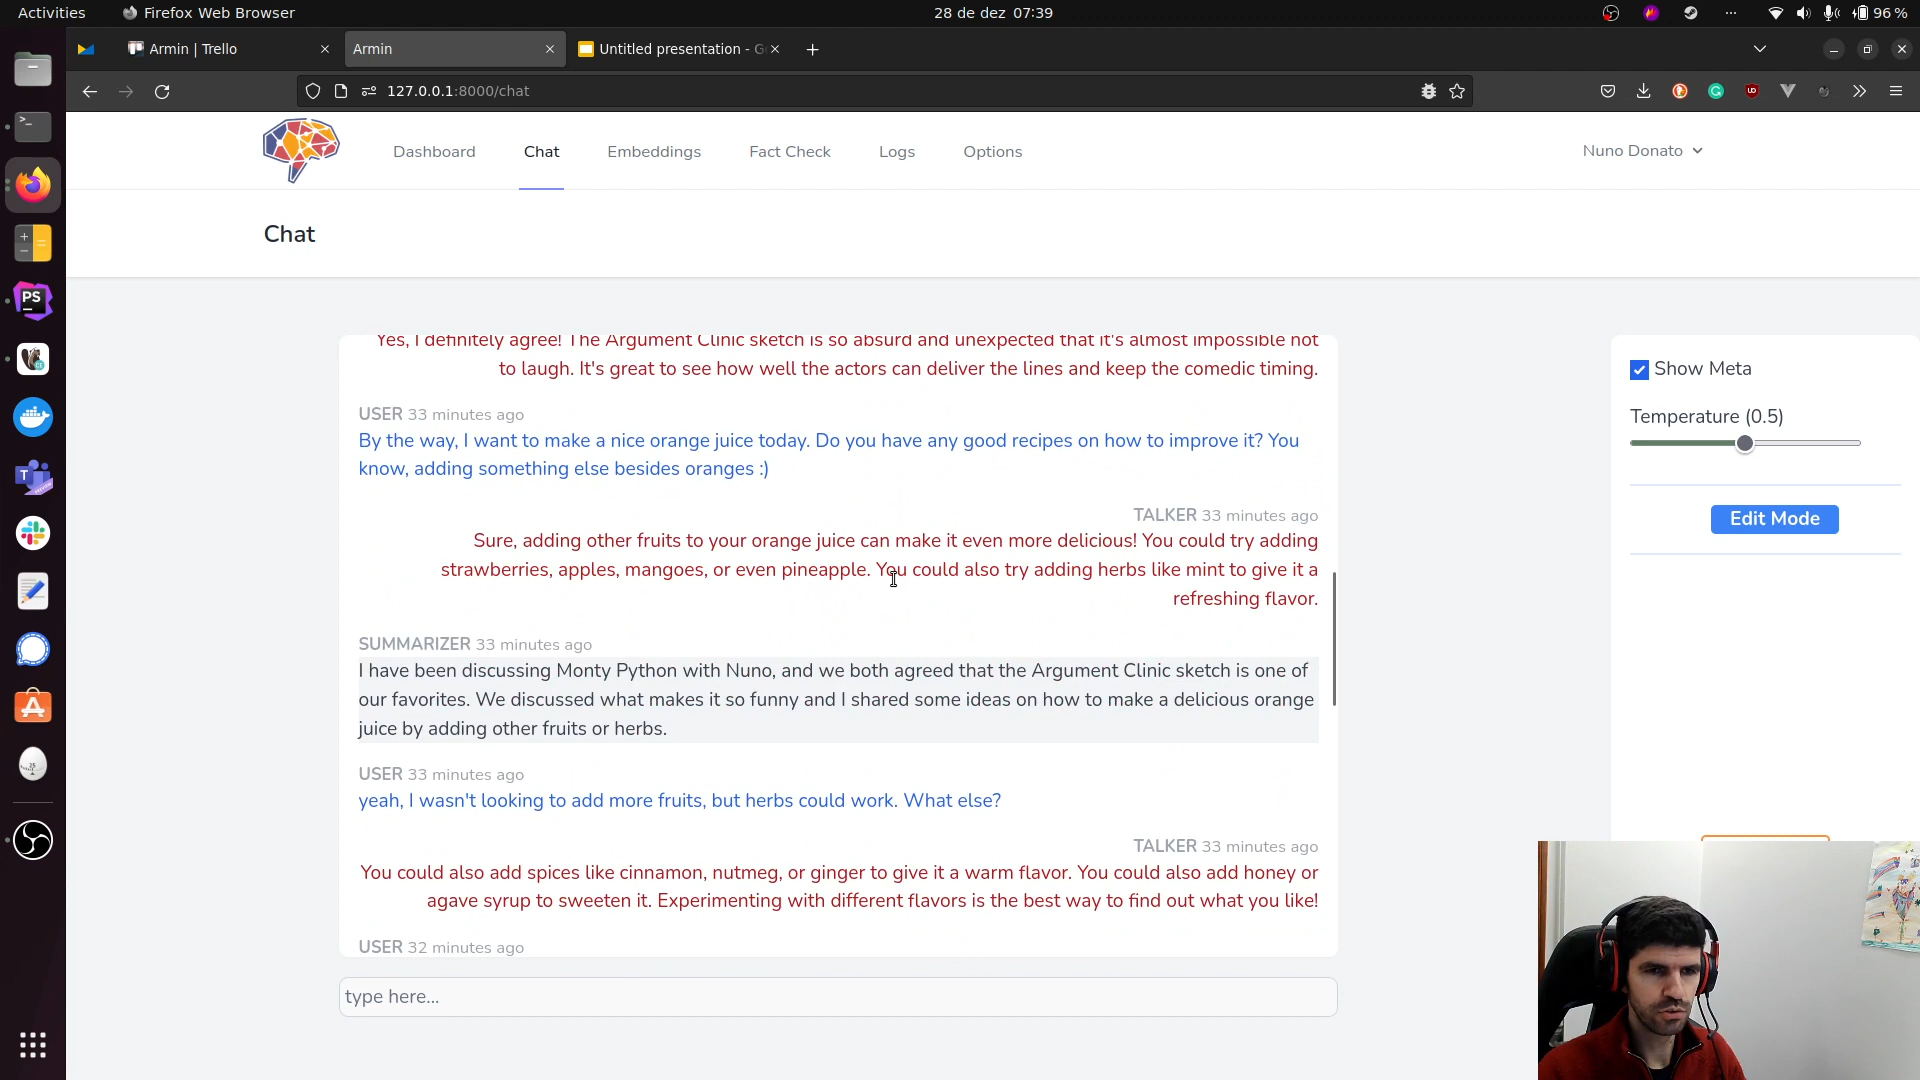 Activities
Firefox Web Browser
28 de dez 07:39
96 %
Armin | Trello
Armin
Untitled presentation - G
127.0.0.1:8000/chat
Dashboard
Chat
Embeddings
Fact Check
Logs
Options
Nuno Donato
Chat
Yes, I definitely agree! The Argument Clinic sketch is so absurd and unexpected that it's almost impossible not
to laugh. It's great to see how well the actors can deliver the lines and keep the comedic timing.
USER 33 minutes ago
By the way, I want to make a nice orange juice today. Do you have any good recipes on how to improve it? You
know, adding something else besides oranges :)
TALKER 33 minutes ago
Sure, adding other fruits to your orange juice can make it even more delicious! You could try adding
strawberries, apples, mangoes, or even pineapple. You could also try adding herbs like mint to give it a
refreshing flavor.
SUMMARIZER 33 minutes ago
I have been discussing Monty Python with Nuno, and we both agreed that the Argument Clinic sketch is one of
our favorites. We discussed what makes it so funny and I shared some ideas on how to make a delicious orange
juice by adding other fruits or herbs.
USER 33 minutes ago
yeah, I wasn't looking to add more fruits, but herbs could work. What else?
TALKER 33 minutes ago
You could also add spices like cinnamon, nutmeg, or ginger to give it a warm flavor. You could also add honey or
agave syrup to sweeten it. Experimenting with different flavors is the best way to find out what you like!
USER 32 minutes ago
type here...
Show Meta
Temperature (0.5)
Edit Mode
PS